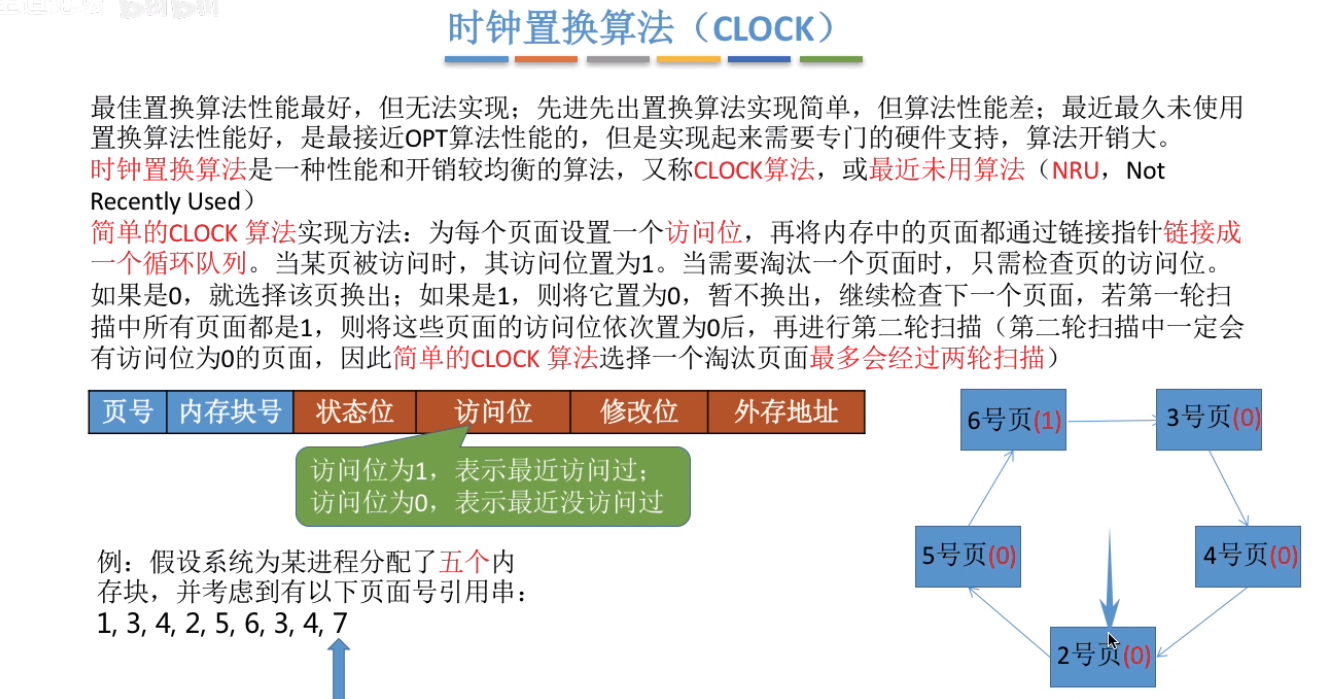 时钟置换算法（CLOCK）
最佳置换算法性能最好，但无法实现；先进先出置换算法实现简单，但算法性能差；最近最久未使用
置换算法性能好，是最接近OPT算法性能的，但是实现起来需要专门的硬件支持，算法开销大。
时钟置换算法是一种性能和开销较均衡的算法，又称CLOCK算法，或最近未用算法（NRU，Not
Recently Used）
简单的CLOCK 算法实现方法：为每个页面设置一个访问位，再将内存中的页面都通过链接指针链接成
一个循环队列。当某页被访问时，其访问位置为1。当需要淘汰一个页面时，只需检查页的访问位。
如果是0，就选择该页换出；如果是1，则将它置为0，暂不换出，继续检查下一个页面，若第一轮扫
描中所有页面都是1，则将这些页面的访问位依次置为0后，再进行第二轮扫描（第二轮扫描中一定会
有访问位为0的页面，因此简单的CLOCK 算法选择一个淘汰页面最多会经过两轮扫描）
页号 内存块号 状态位 访问位 修改位 外存地址
访问位为1，表示最近访问过；
访问位为0，表示最近没访问过
例：假设系统为某进程分配了五个内
存块，并考虑到有以下页面号引用串：
1, 3, 4, 2, 5, 6, 3, 4, 7
6号页(1)
3号页(0)
5号页(0)
4号页(0)
2号页(0)